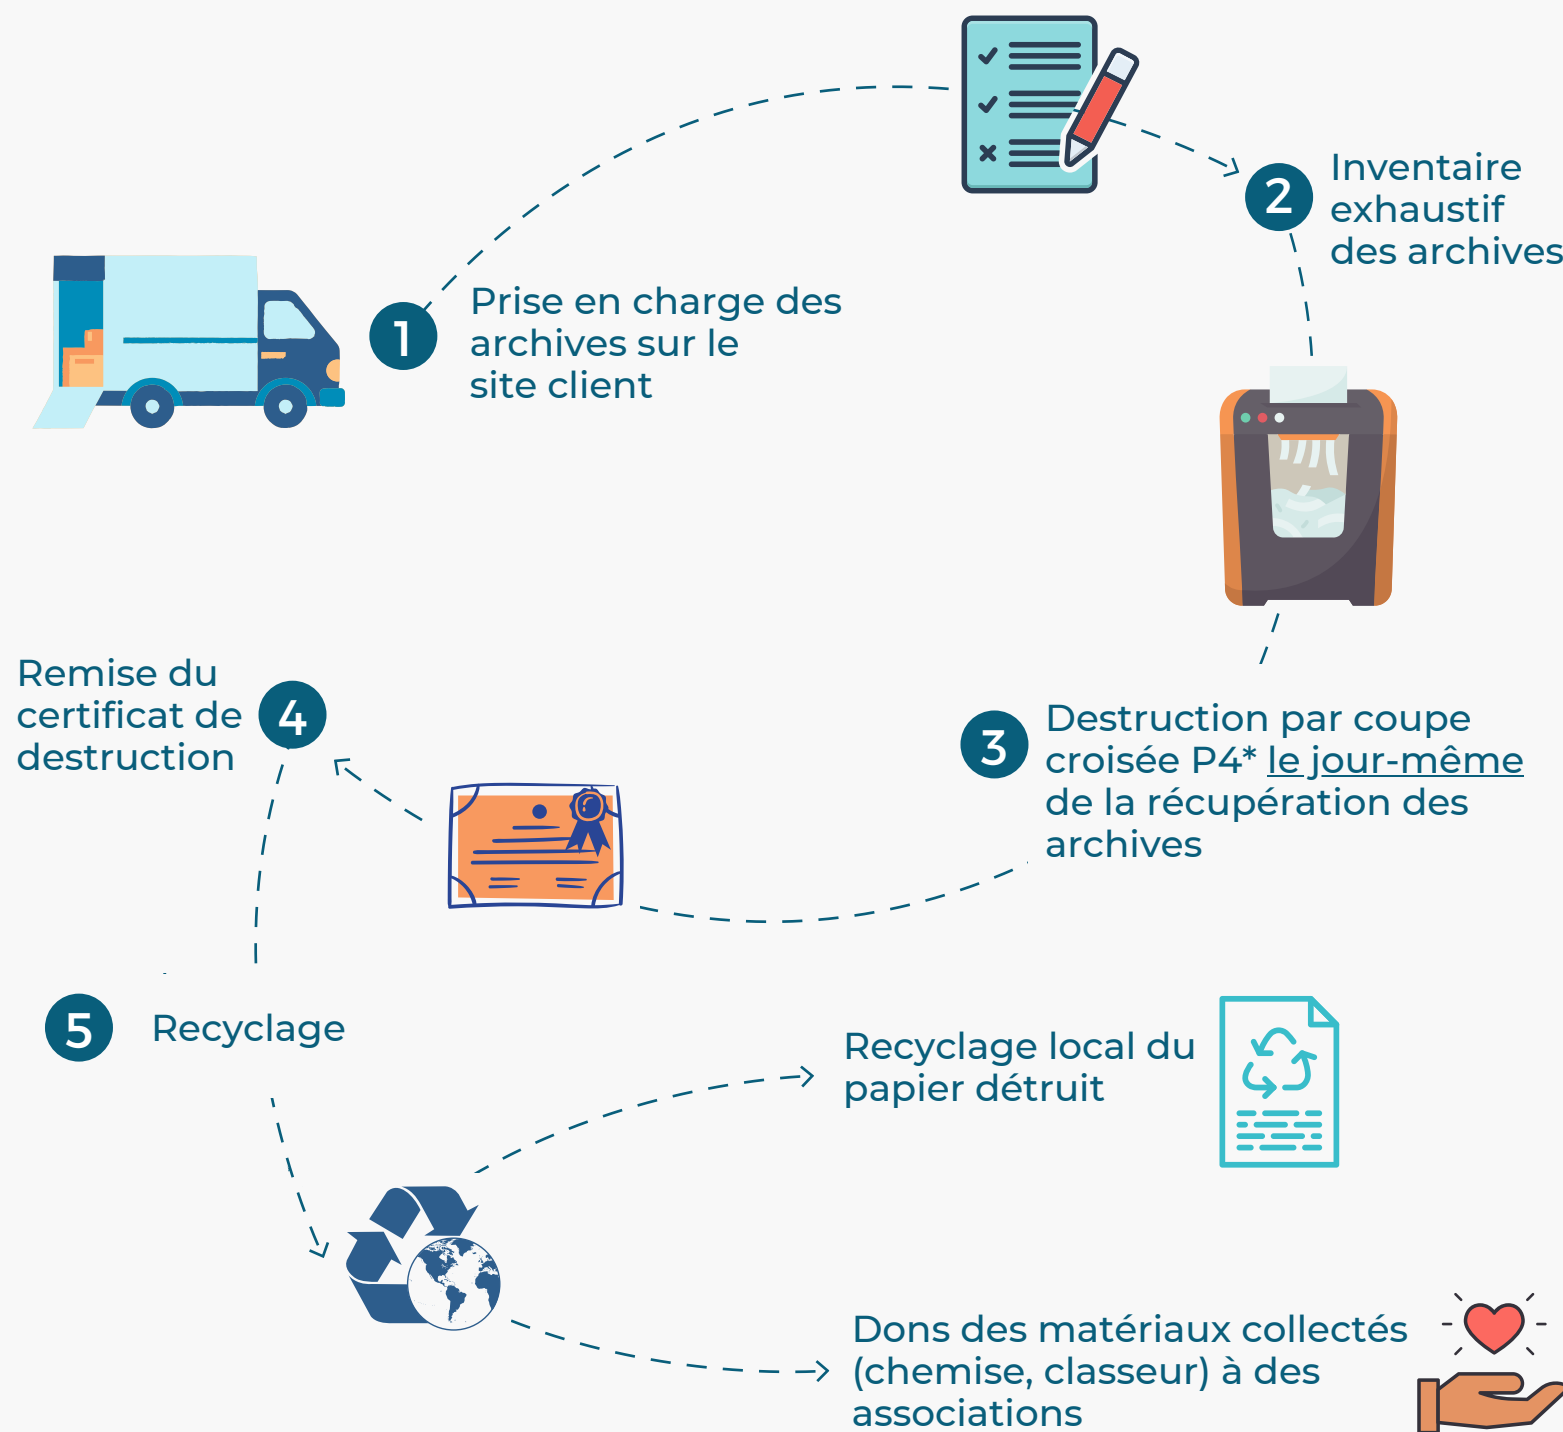 1
Prise en charge des
archives sur le
site client
2
Inventaire
exhaustif
des archives
3
Destruction par coupe
croisée P4* le jour-même
de la récupération des
archives
4
Remise du
certificat de
destruction
5
Recyclage
Recyclage local du
papier détruit
Dons des matériaux collectés
(chemise, classeur) à des
associations